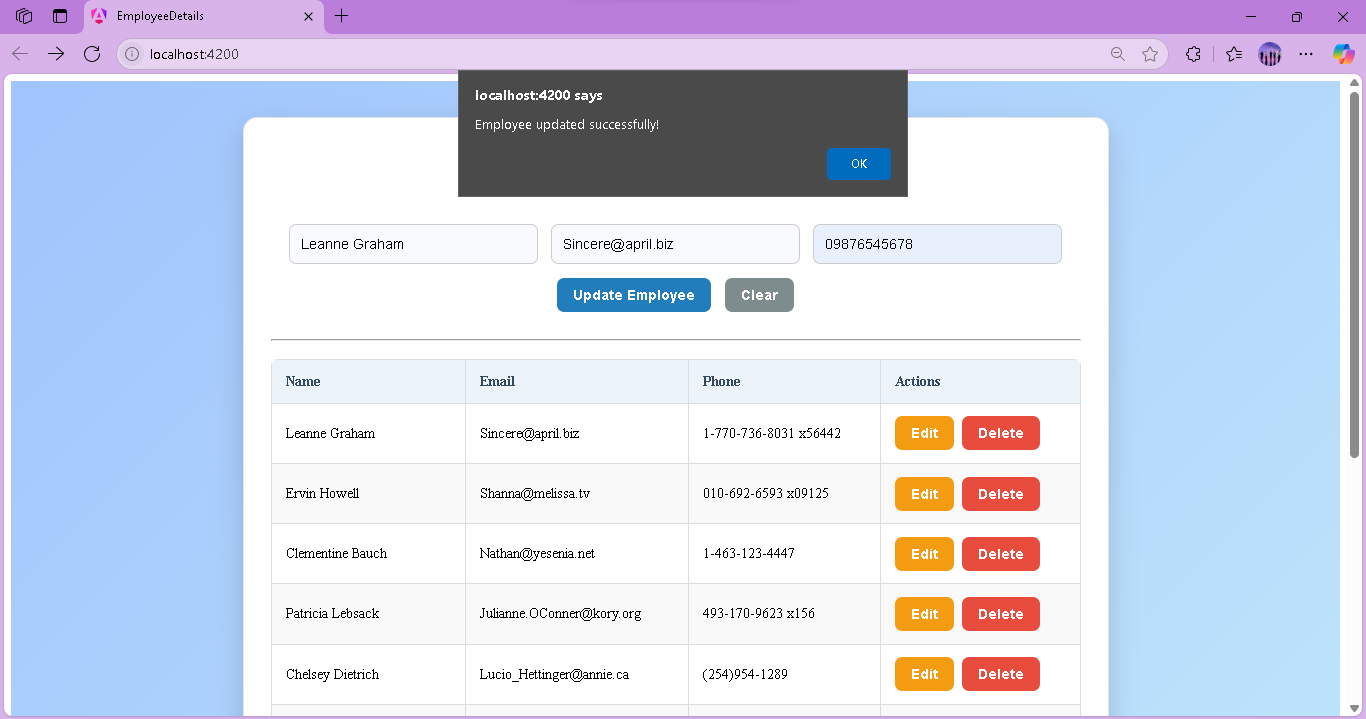 EmployeeDetails
localhost:4200
localhost:4200 says
Employee updated successfully!
OK
Leanne Graham Sincere@april.biz 09876545678
Update Employee Clear
Name Email Phone Actions
Leanne Graham Sincere@april.biz 1-770-736-8031 x56442 Edit Delete
Ervin Howell Shanna@melissa.tv 010-692-6593 x09125 Edit Delete
Clementine Bauch Nathan@yesenia.net 1-463-123-4447 Edit Delete
Patricia Lebsack Julianne.OConner@kory.org 493-170-9623 x156 Edit Delete
Chelsey Dietrich Lucio_Hettinger@annie.ca (254)954-1289 Edit Delete